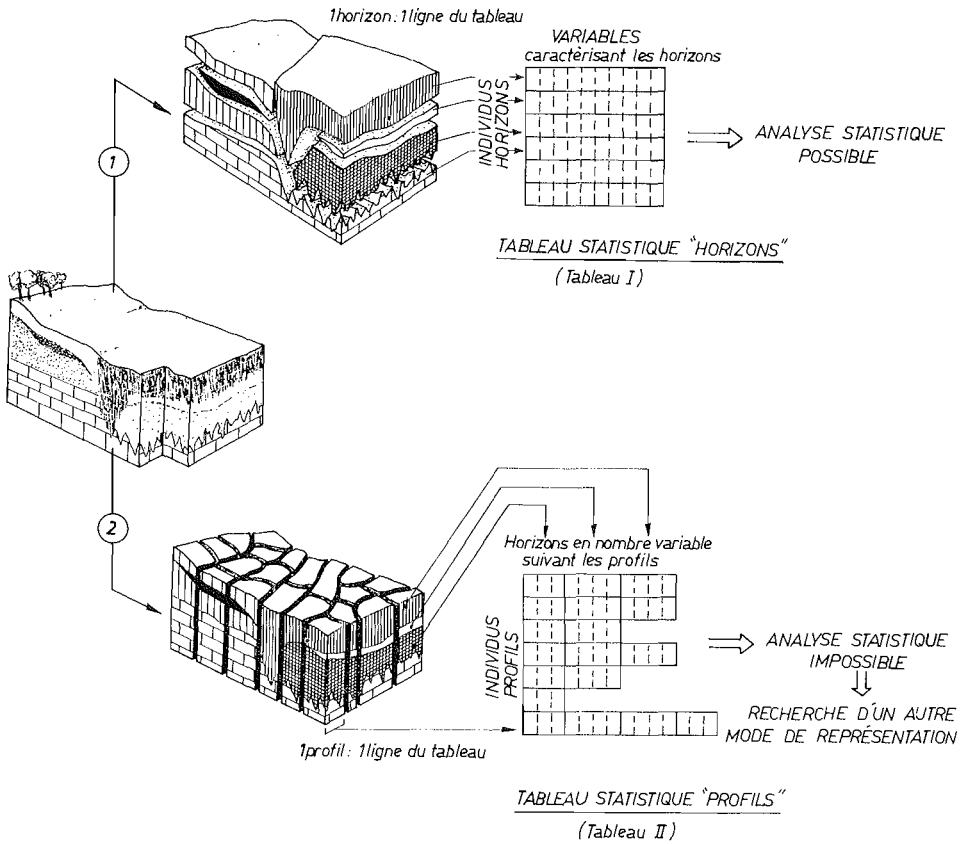 1horizon: 1ligne du tableau
VARIABLES
caractèrisant les horizons
INDIVIDUS
HORIZONS
ANALYSE STATISTIQUE
POSSIBLE
TABLEAU STATISTIQUE "HORIZONS"
(Tableau I)
1
2
Horizons en nombre variable
suivant les profils
INDIVIDUS
PROFILS
ANALYSE STATISTIQUE
IMPOSSIBLE
RECHERCHE D'UN AUTRE
MODE DE REPRÉSENTATION
1profil: 1ligne du tableau
TABLEAU STATISTIQUE "PROFILS"
(Tableau II)